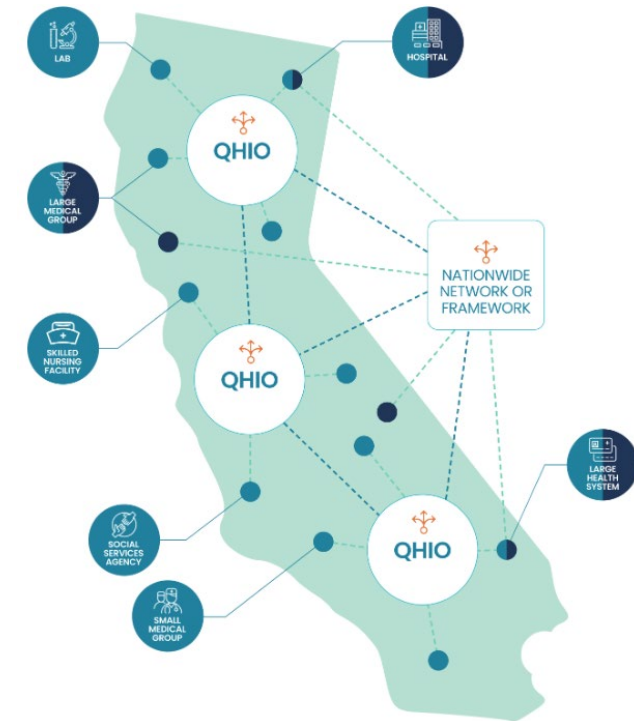 LAB
HOSPITAL
QHIO
LARGE
MEDICAL
GROUP
NATIONWIDE
NETWORK OR
FRAMEWORK
SKILLED
NURSING
FACILITY
QHIO
LARGE
HEALTH
SYSTEM
SOCIAL
SERVICES
AGENCY
QHIO
SMALL
MEDICAL
GROUP